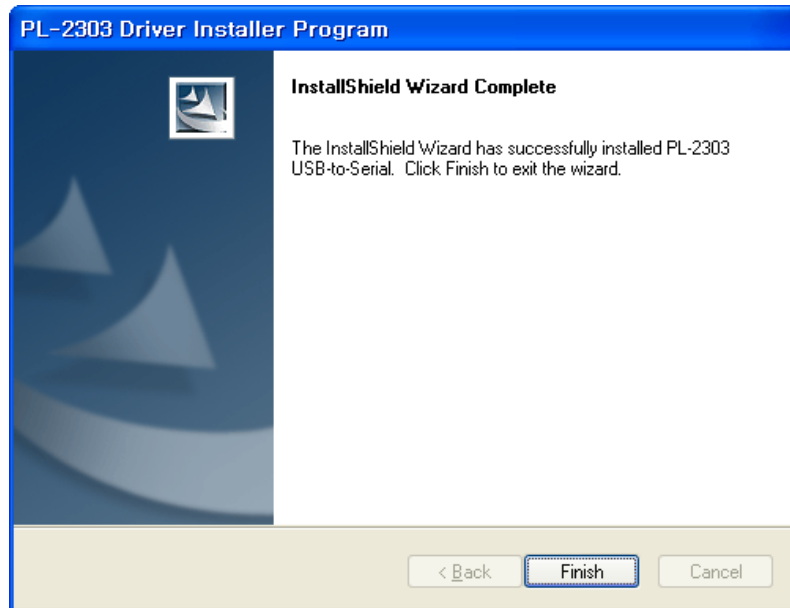 PL-2303 Driver Installer Program
InstallShield Wizard Complete
The InstallShield Wizard has successfully installed PL-2303
USB-to-Serial. Click Finish to exit the wizard.
< Back
Finish
Cancel